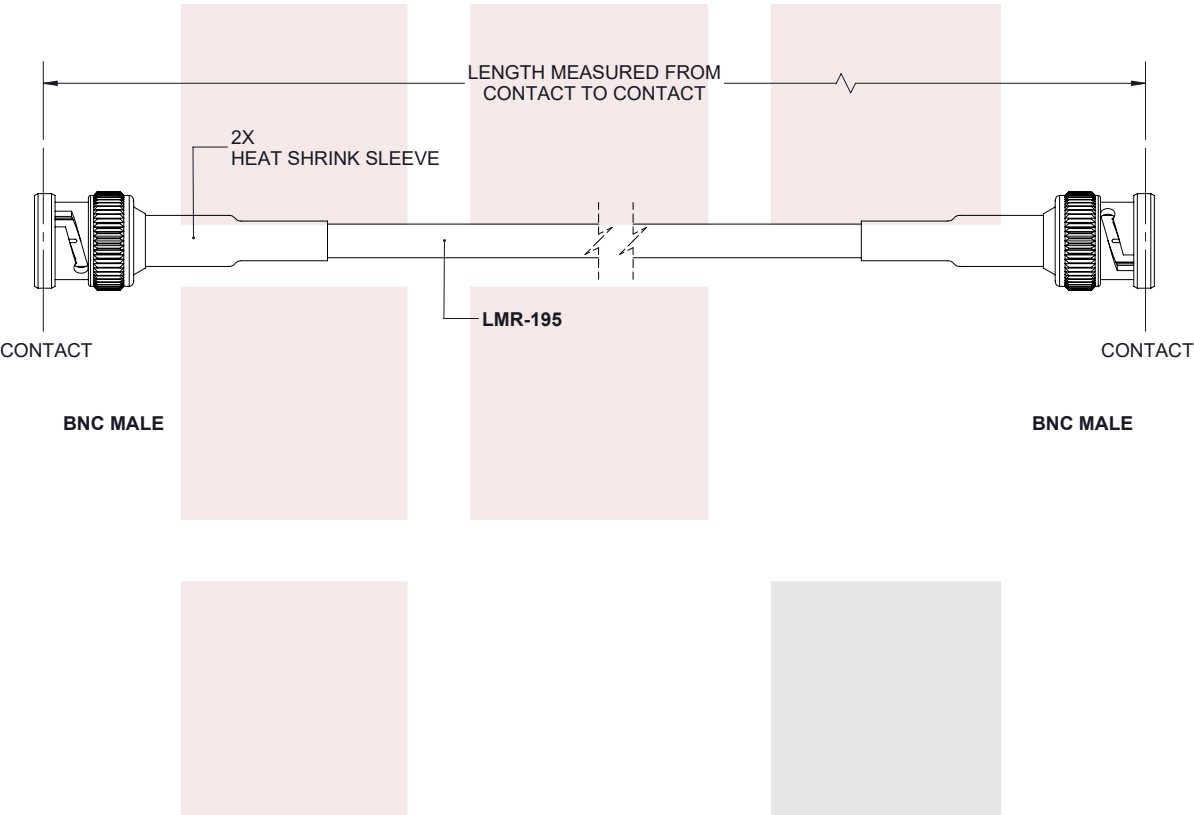 LENGTH MEASURED FROM
CONTACT TO CONTACT
2X
HEAT SHRINK SLEEVE
LMR-195
CONTACT
CONTACT
BNC MALE
BNC MALE